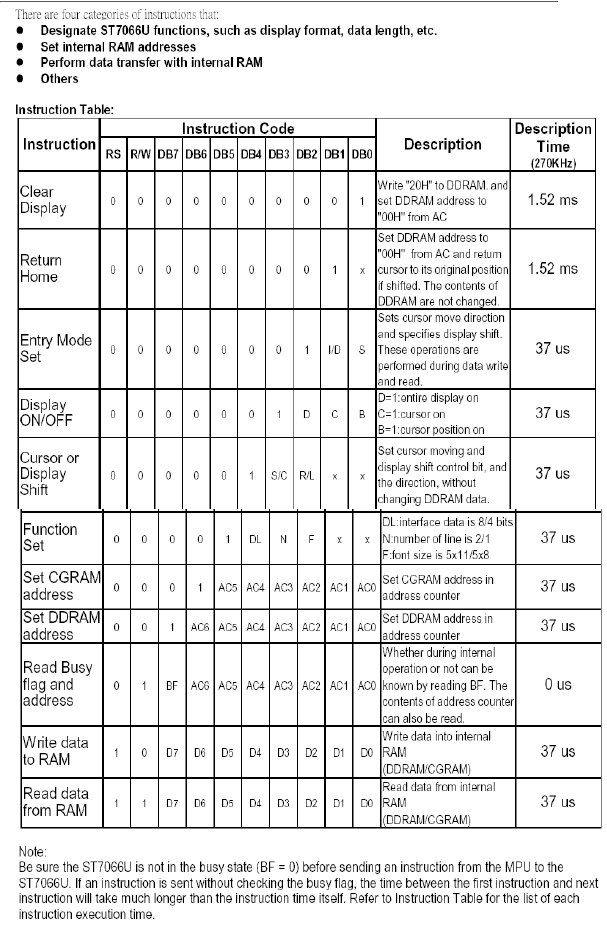 There are four categories of instructions that:
● Designate ST7066U functions, such as display format, data length, etc.
● Set internal RAM addresses
● Perform data transfer with internal RAM
● Others
Instruction Table:
Instruction | Instruction Code | Description | Description Time (270KHz)
RS R/W DB7 DB6 DB5 DB4 DB3 DB2 DB1 DB0
Clear Display | 0 0 0 0 0 0 0 0 0 1 | Write "20H" to DDRAM. and set DDRAM address to "00H" from AC | 1.52 ms
Return Home | 0 0 0 0 0 0 0 0 1 x | Set DDRAM address to "00H" from AC and return cursor to its original position if shifted. The contents of DDRAM are not changed. | 1.52 ms
Entry Mode Set | 0 0 0 0 0 0 0 1 I/D S | Sets cursor move direction and specifies display shift. These operations are performed during data write and read. | 37 us
Display ON/OFF | 0 0 0 0 0 0 1 D C B | D=1:entire display on C=1:cursor on B=1:cursor position on | 37 us
Cursor or Display Shift | 0 0 0 0 0 1 S/C R/L x x | Set cursor moving and display shift control bit, and the direction, without changing DDRAM data. | 37 us
Function Set | 0 0 0 0 1 DL N F x x | DL:interface data is 8/4 bits N:number of line is 2/1 F:font size is 5x11/5x8 | 37 us
Set CGRAM address | 0 0 0 1 AC5 AC4 AC3 AC2 AC1 AC0 | Set CGRAM address in address counter | 37 us
Set DDRAM address | 0 0 1 AC6 AC5 AC4 AC3 AC2 AC1 AC0 | Set DDRAM address in address counter | 37 us
Read Busy flag and address | 0 1 BF AC6 AC5 AC4 AC3 AC2 AC1 AC0 | Whether during internal operation or not can be known by reading BF. The contents of address counter can also be read. | 0 us
Write data to RAM | 1 0 D7 D6 D5 D4 D3 D2 D1 D0 | Write data into internal RAM (DDRAM/CGRAM) | 37 us
Read data from RAM | 1 1 D7 D6 D5 D4 D3 D2 D1 D0 | Read data from internal RAM (DDRAM/CGRAM) | 37 us
Note:
Be sure the ST7066U is not in the busy state (BF = 0) before sending an instruction from the MPU to the
ST7066U. If an instruction is sent without checking the busy flag, the time between the first instruction and next
instruction will take much longer than the instruction time itself. Refer to Instruction Table for the list of each
instruction execution time.